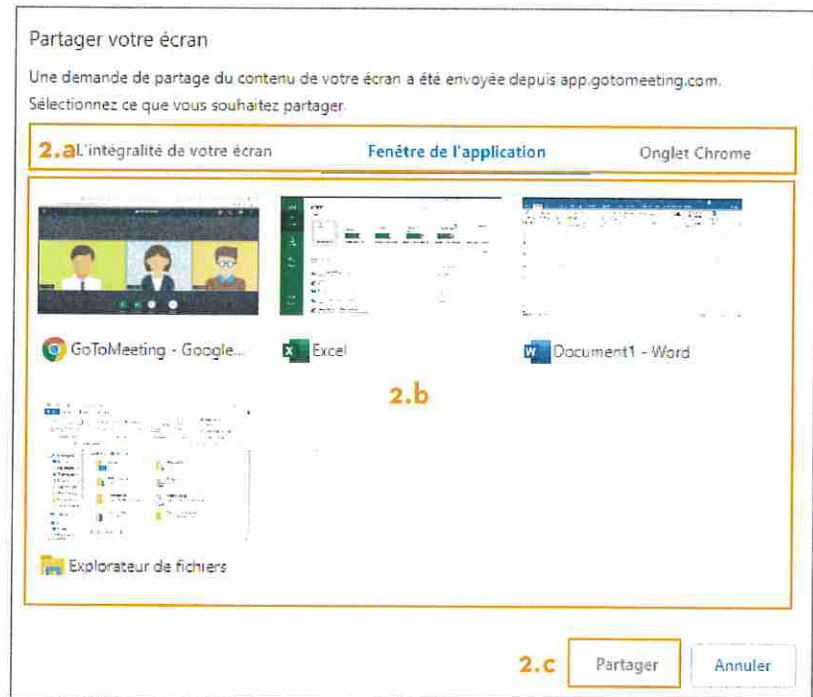 Partager votre écran
Une demande de partage du contenu de votre écran a été envoyée depuis app.gotomeeting.com.
Sélectionnez ce que vous souhaitez partager.
2.a L'intégralité de votre écran Fenêtre de l'application Onglet Chrome
GoToMeeting - Google... Excel Document1 - Word
2.b
Explorateur de fichiers
2.c Partager Annuler